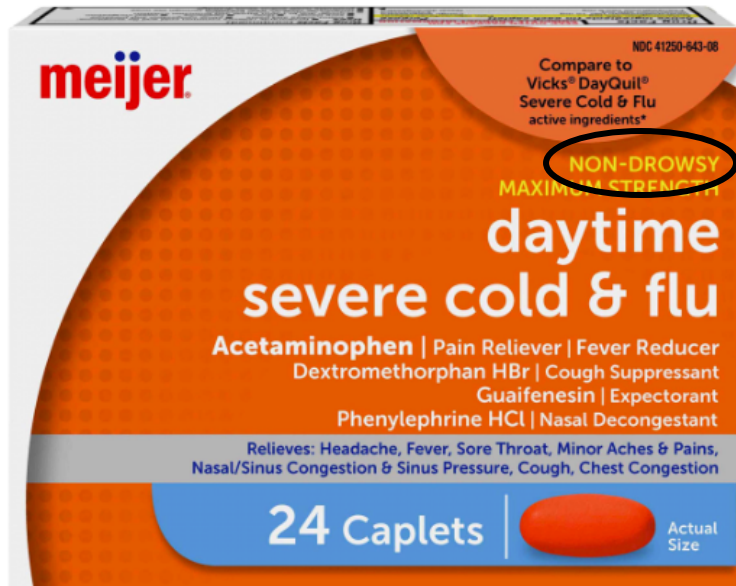 meijer
NDC 41250-643-08
Compare to
Vicks® DayQuil®
Severe Cold & Flu
active ingredients*
NON-DROWSY
MAXIMUM STRENGTH
daytime
severe cold & flu
Acetaminophen | Pain Reliever | Fever Reducer
Dextromethorphan HBr | Cough Suppressant
Guaifenesin | Expectorant
Phenylephrine HCl | Nasal Decongestant
Relieves: Headache, Fever, Sore Throat, Minor Aches & Pains,
Nasal/Sinus Congestion & Sinus Pressure, Cough, Chest Congestion
24 Caplets
Actual
Size